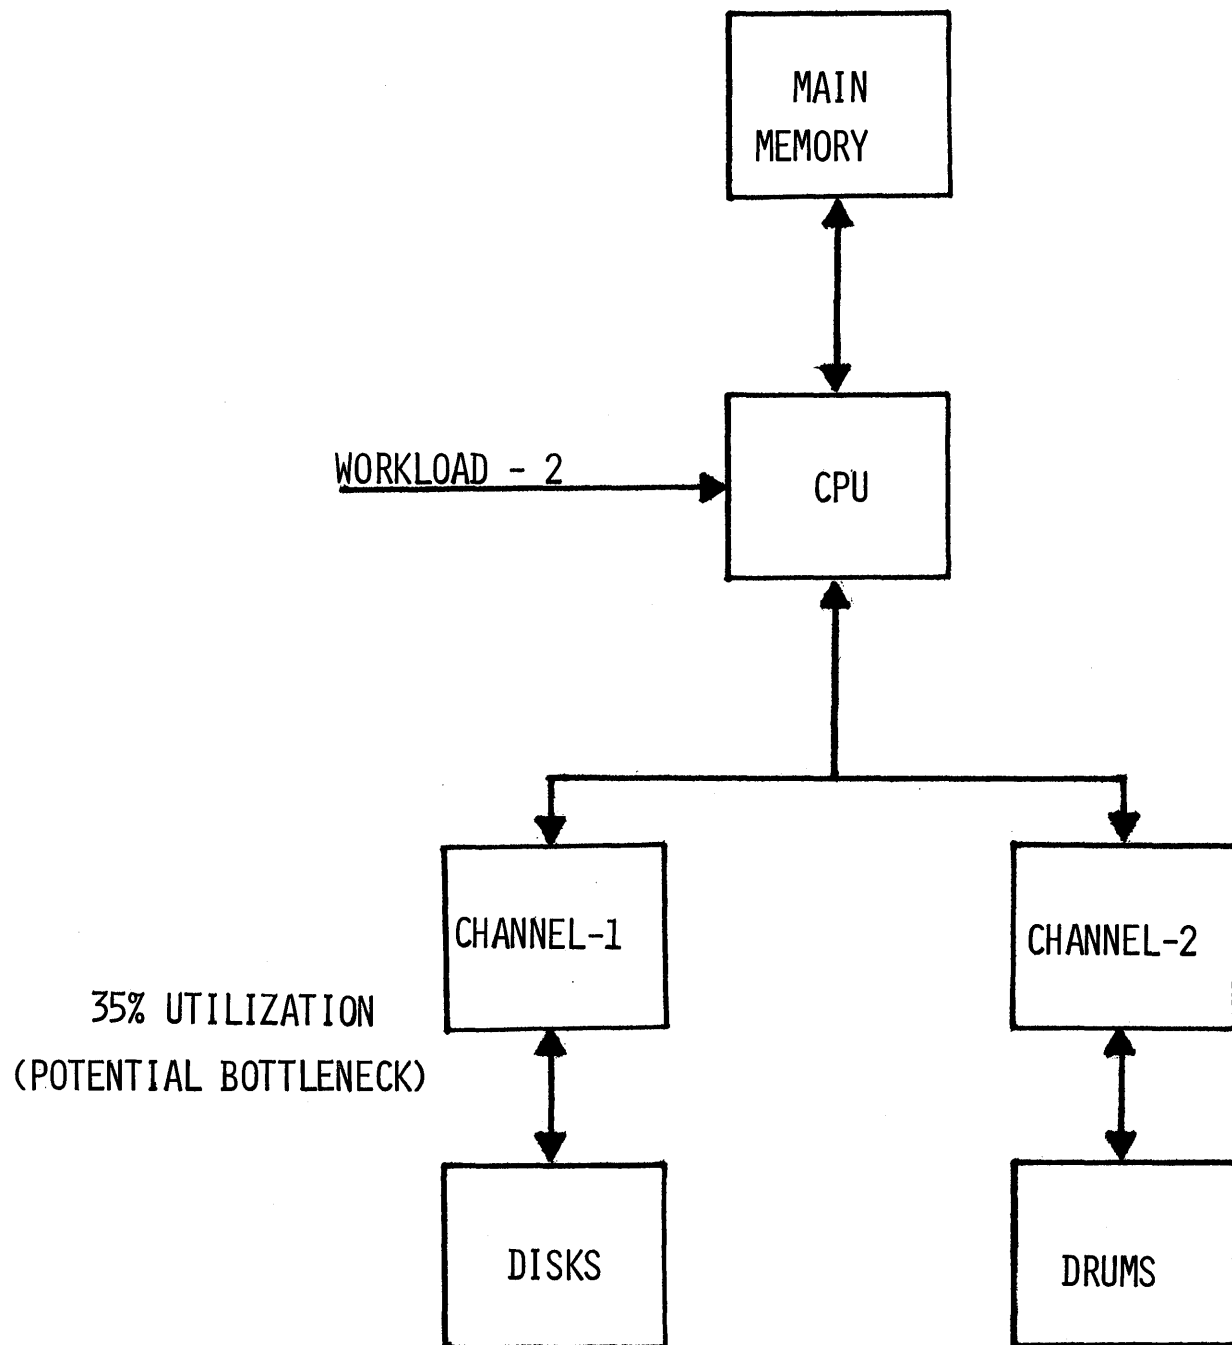 MAIN
MEMORY
WORKLOAD - 2
CPU
CHANNEL-1
CHANNEL-2
35% UTILIZATION
(POTENTIAL BOTTLENECK)
DISKS
DRUMS